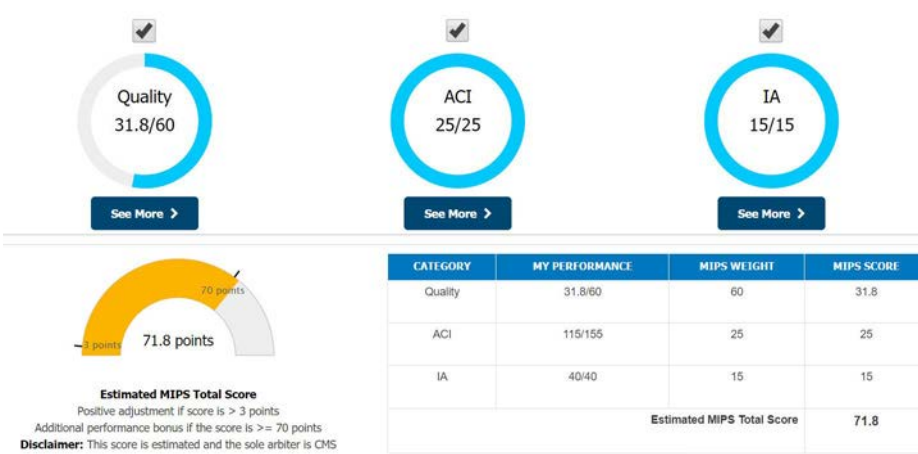 Quality
31.8/60
ACI
25/25
IA
15/15
See More
See More
See More
70 points
3 points
71.8 points
Estimated MIPS Total Score
Positive adjustment if score is > 3 points
Additional performance bonus if the score is >= 70 points
Disclaimer: This score is estimated and the sole arbiter is CMS
CATEGORY MY PERFORMANCE MIPS WEIGHT MIPS SCORE
Quality 31.8/60 60 31.8
ACI 115/155 25 25
IA 40/40 15 15
Estimated MIPS Total Score 71.8